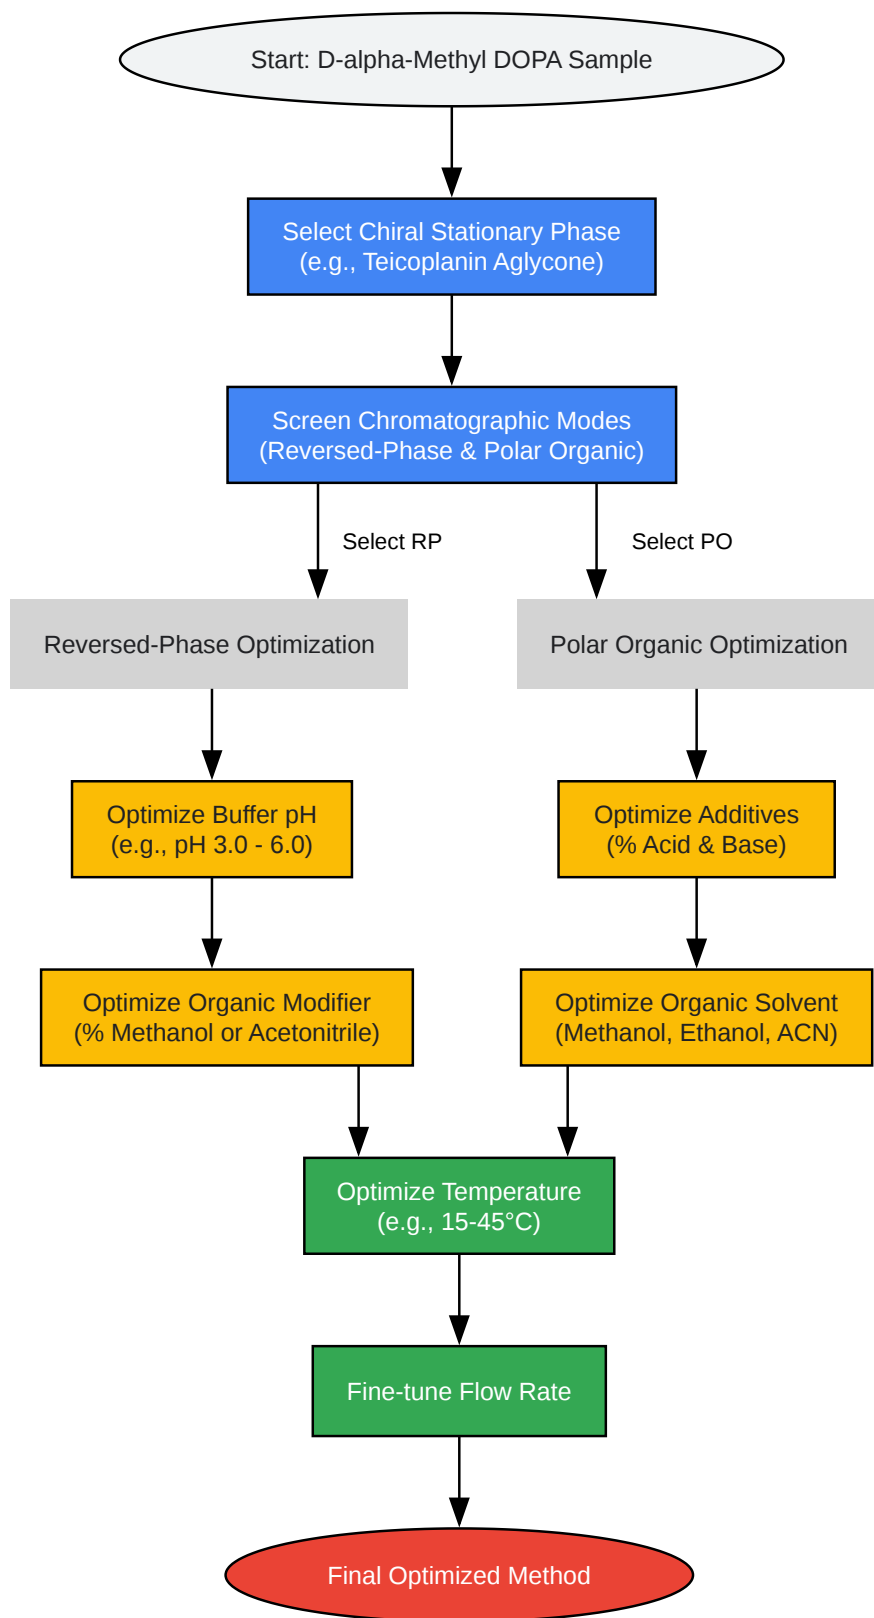 Start: D-alpha-Methyl DOPA Sample
Select Chiral Stationary Phase
(e.g., Teicoplanin Aglycone)
Screen Chromatographic Modes
(Reversed-Phase & Polar Organic)
Select RP
Select PO
Reversed-Phase Optimization
Polar Organic Optimization
Optimize Buffer pH
(e.g., pH 3.0 - 6.0)
Optimize Additives
(% Acid & Base)
Optimize Organic Modifier
(% Methanol or Acetonitrile)
Optimize Organic Solvent
(Methanol, Ethanol, ACN)
Optimize Temperature
(e.g., 15-45°C)
Fine-tune Flow Rate
Final Optimized Method